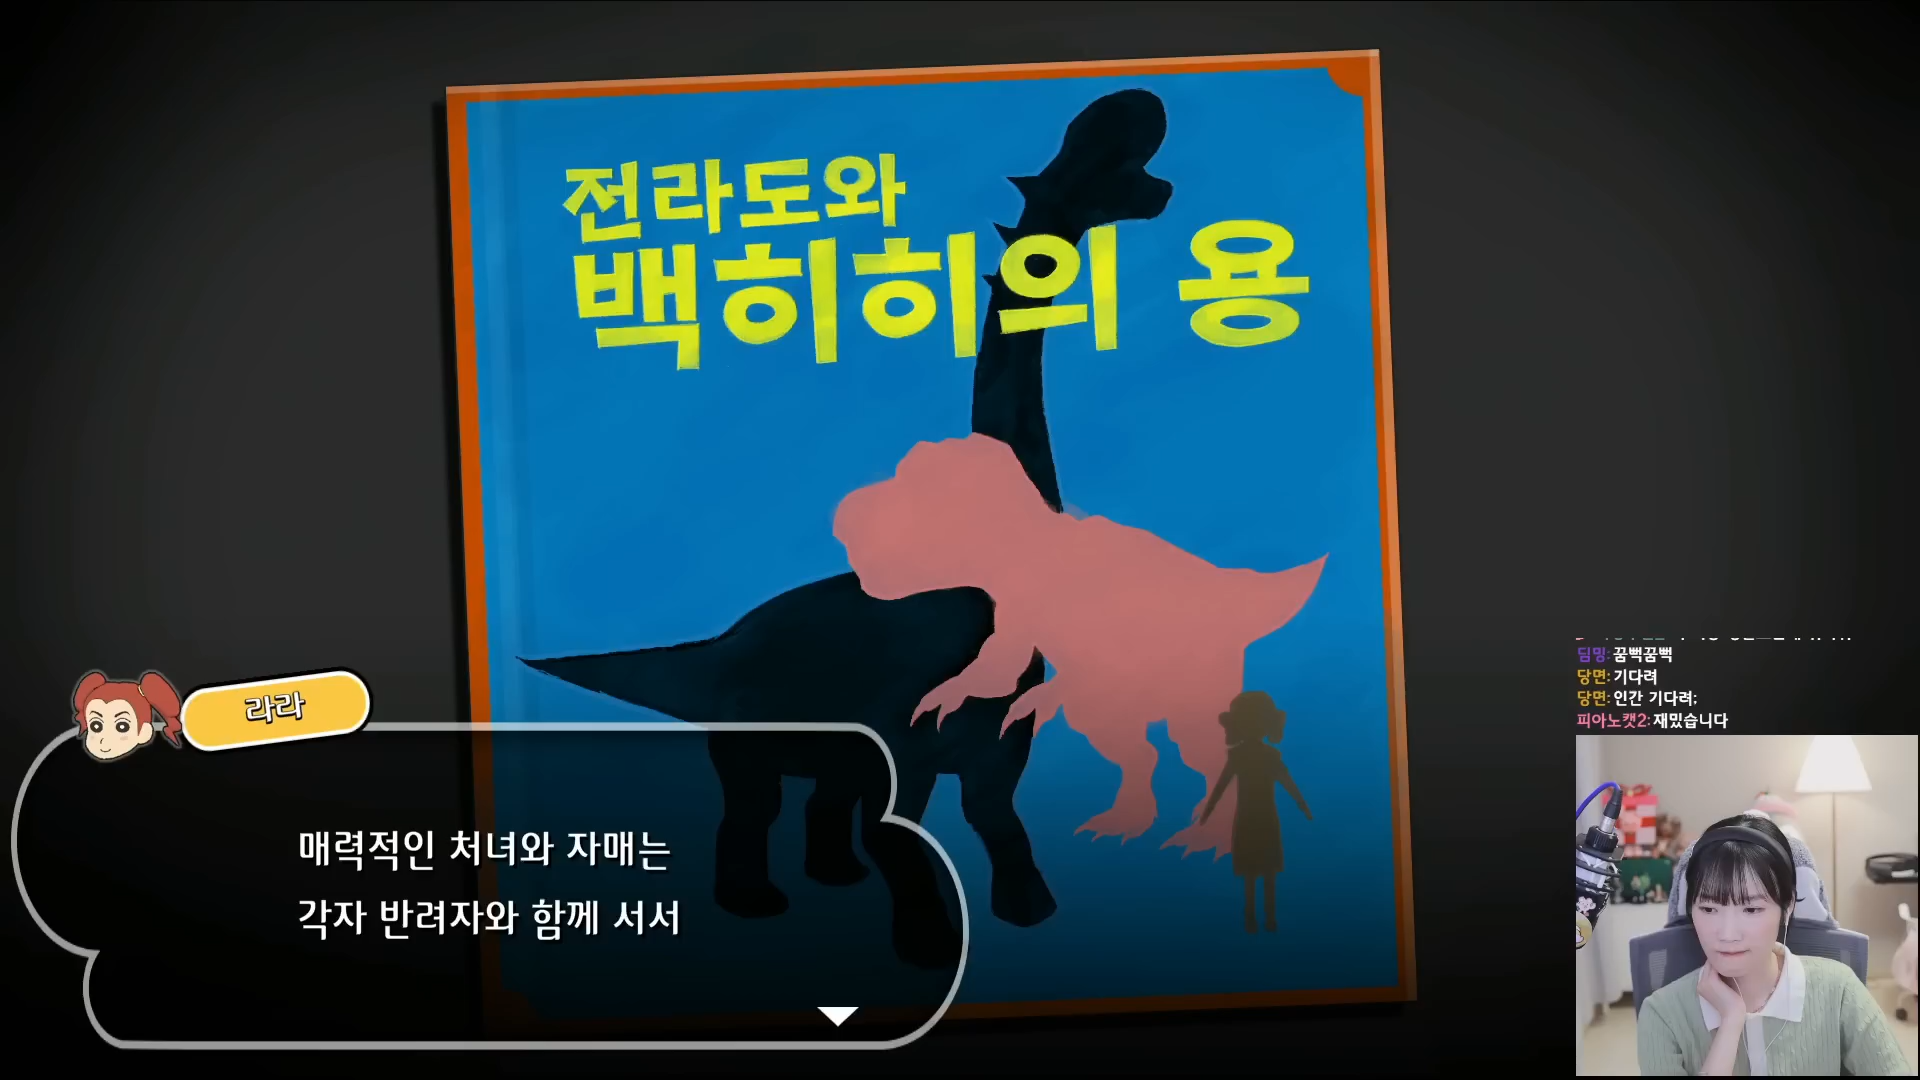 전라도와
백히히의 용
라라
매력적인 처녀와 자매는
각자 반려자와 함께 서서
딤밍: 꿈뻑꿈뻑
당면: 기다려
당면: 인간 기다려;
피아노캣2: 재밌습니다